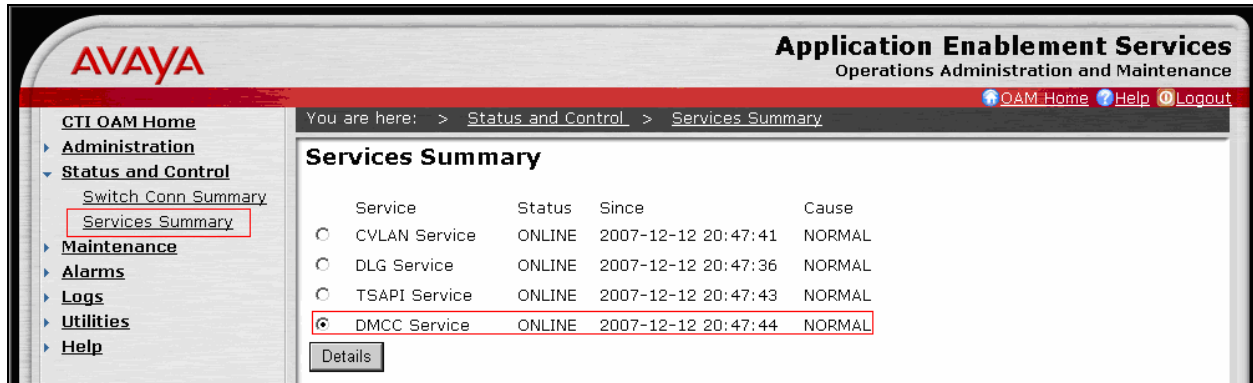 AVAYA
Application Enablement Services
Operations Administration and Maintenance
OAM Home Help Logout
CTI OAM Home
Administration
Status and Control
Switch Conn Summary
Services Summary
Maintenance
Alarms
Logs
Utilities
Help
You are here: > Status and Control > Services Summary
Services Summary
Service Status Since Cause
CVLAN Service ONLINE 2007-12-12 20:47:41 NORMAL
DLG Service ONLINE 2007-12-12 20:47:36 NORMAL
TSAPI Service ONLINE 2007-12-12 20:47:43 NORMAL
DMCC Service ONLINE 2007-12-12 20:47:44 NORMAL
Details